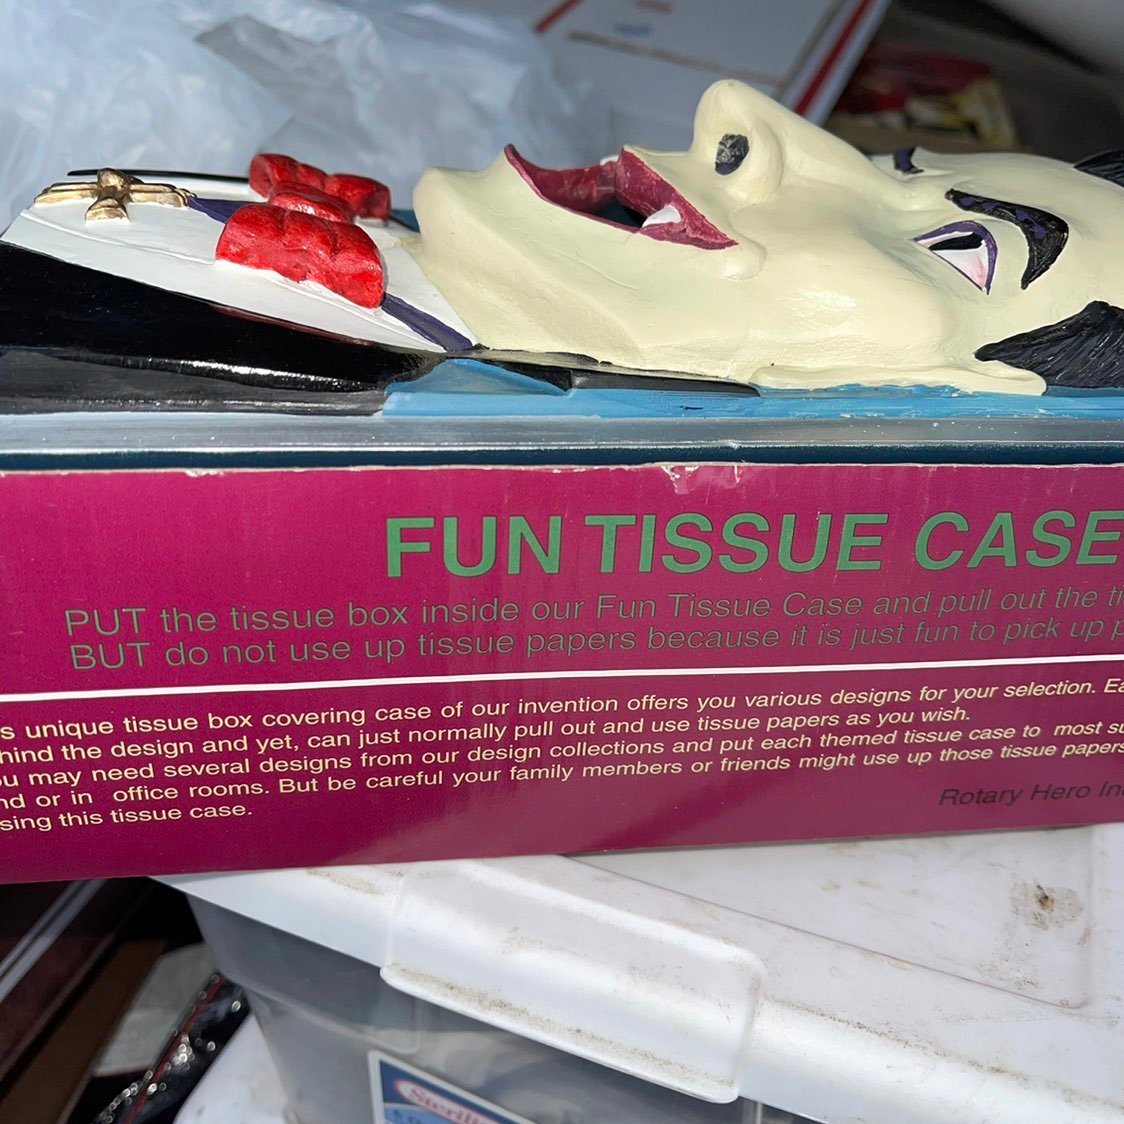 FUN TISSUE CASE
PUT the tissue box inside our Fun Tissue Case and pull out the
BUT do not use up tissue papers because it is just fun to pick up
unique tissue box covering case of our invention offers you various designs for your selection.
the design and yet, can just normally pull out and use tissue papers as you wish.
may need several designs from our design collections and put each themed tissue case to most
or in office rooms. But be careful your family members or friends might use up those tissue papers
this tissue case.
Rotary Hero